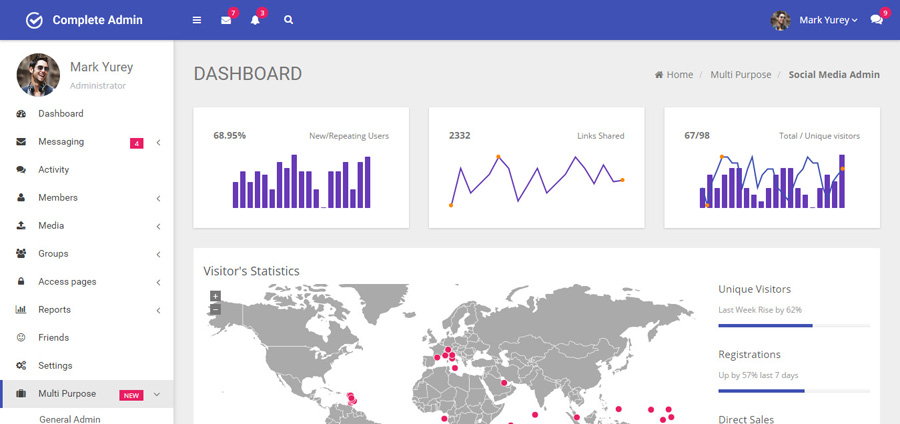 Complete Admin
7
3
Mark Yurey
9
Mark Yurey
Administrator
Dashboard
Messaging
4
Activity
Members
Media
Groups
Access pages
Reports
Friends
Settings
Multi Purpose
NEW
General Admin
DASHBOARD
Home / Multi Purpose / Social Media Admin
68.95%
New/Repeating Users
2332
Links Shared
67/98
Total / Unique visitors
Visitor's Statistics
+
−
Unique Visitors
Last Week Rise by 62%
Registrations
Up by 57% last 7 days
Direct Sales